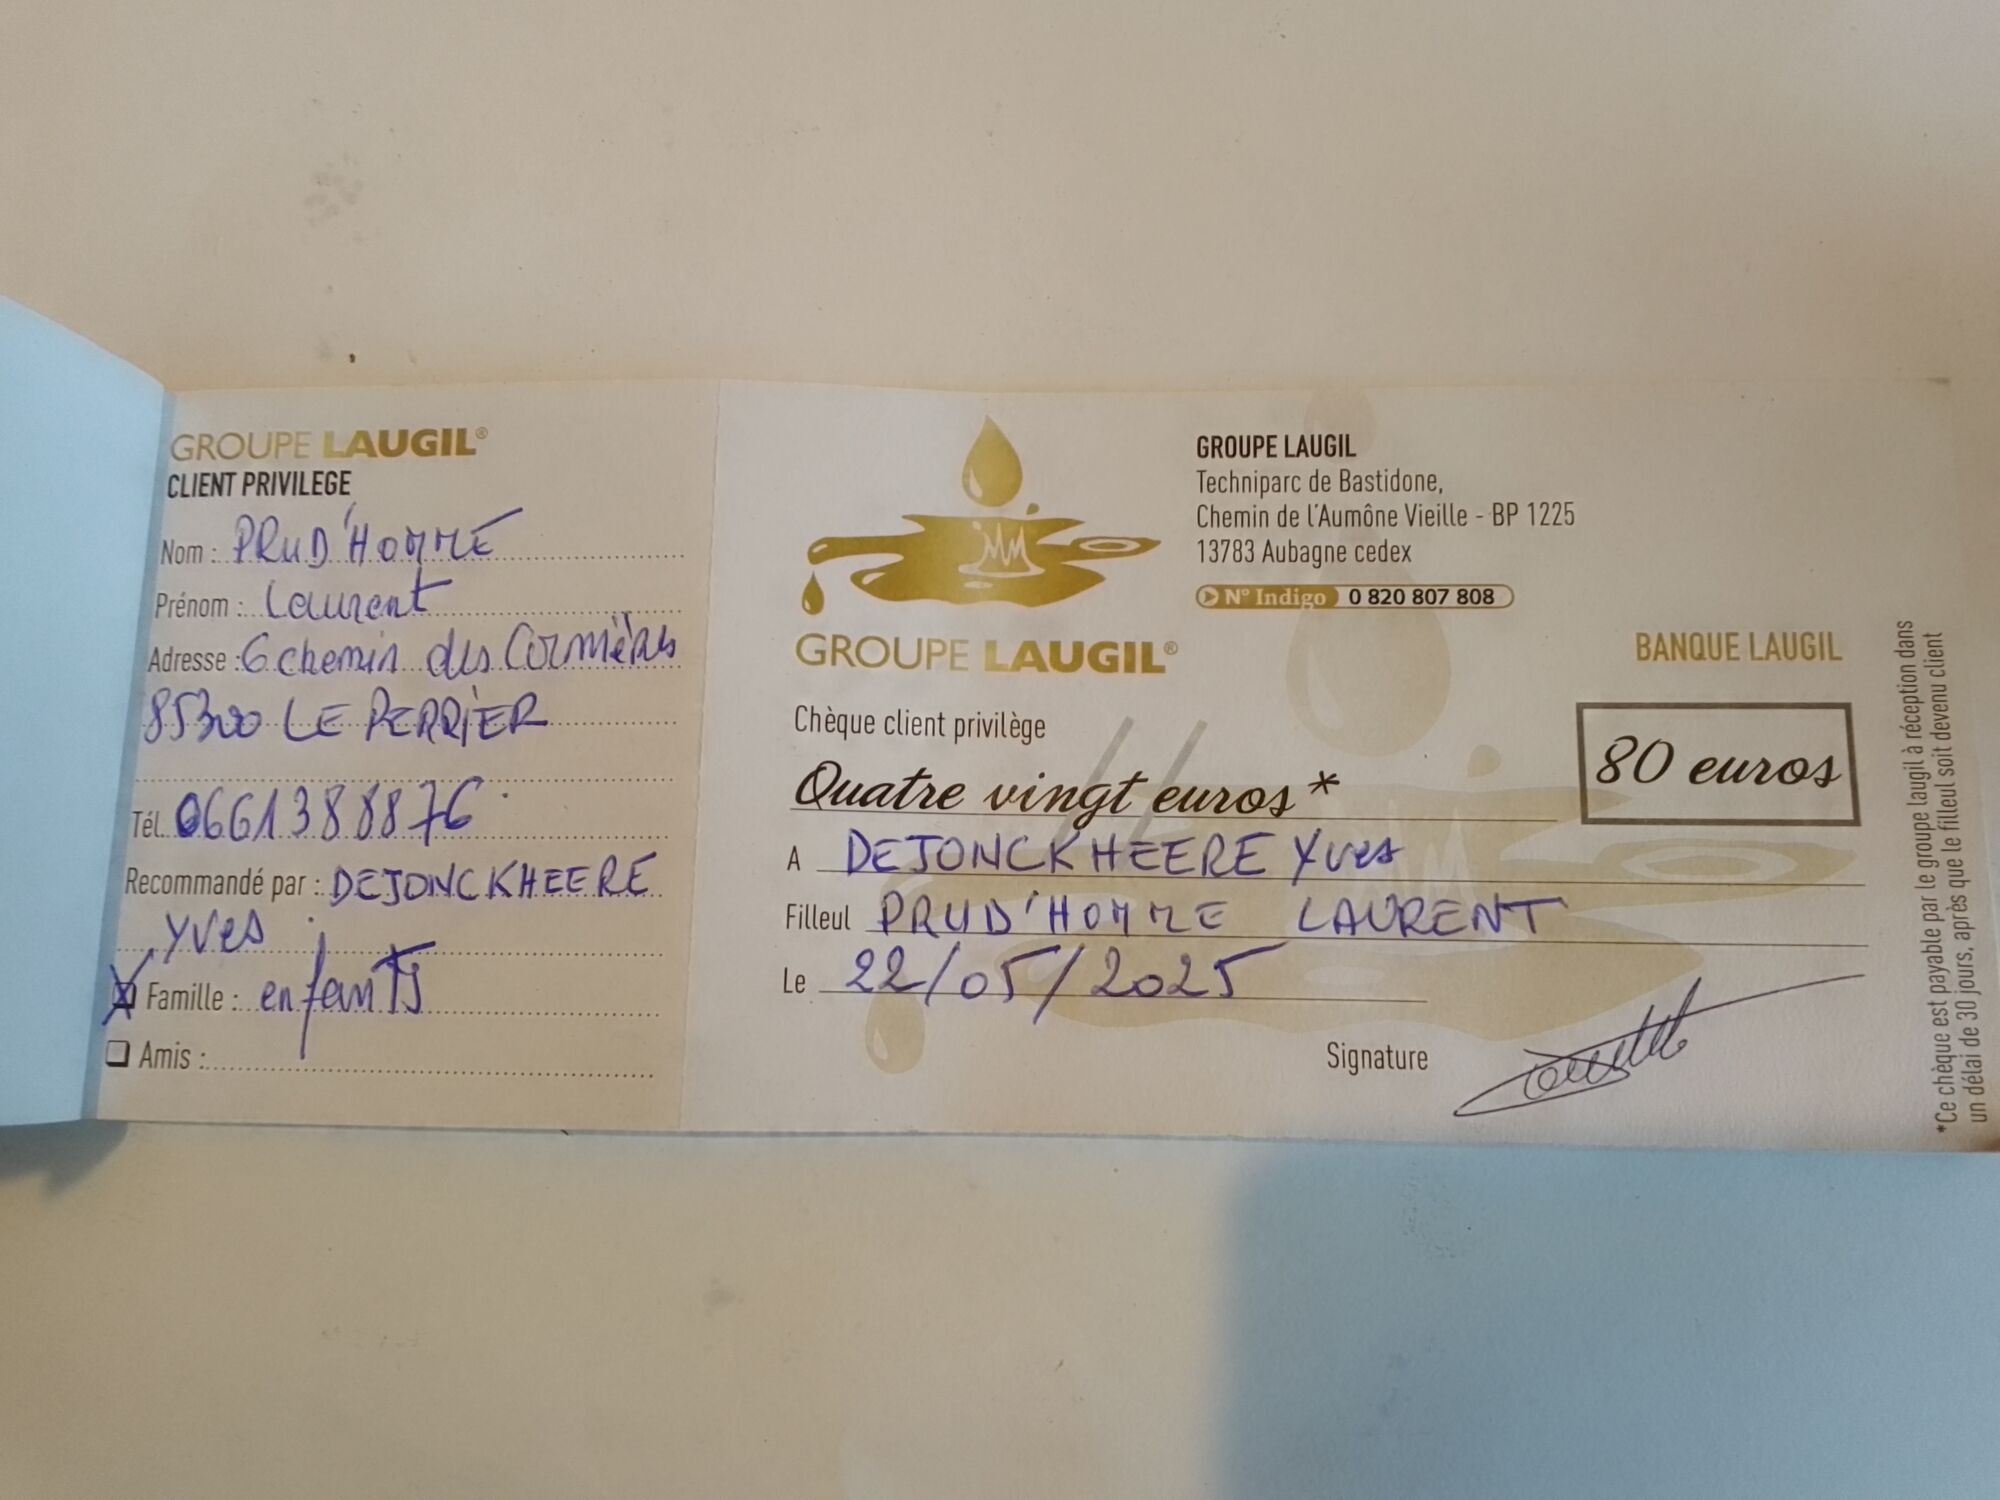 GROUPE LAUGIL®
CLIENT PRIVILEGE
Nom : PRUD'HOMME
Prénom : Laurent
Adresse : 6 chemin des Cormières
85300 LE PERRIER
Tél. 0661388876
Recommandé par : DEJONCKHEERE
Yves
Famille : enfants
Amis :
GROUPE LAUGIL®
GROUPE LAUGIL
Techniparc de Bastidone,
Chemin de l'Aumône Vieille - BP 1225
13783 Aubagne cedex
N° Indigo 0 820 807 808
BANQUE LAUGIL
Chèque client privilège
Quatre vingt euros *
80 euros
A DEJONCKHEERE Yves
Filleul PRUD'HOMME LAURENT
Le 22/05/2025
Signature
*Ce chèque est payable par le groupe laugil à réception dans
un délai de 30 jours, après que le filleul soit devenu client